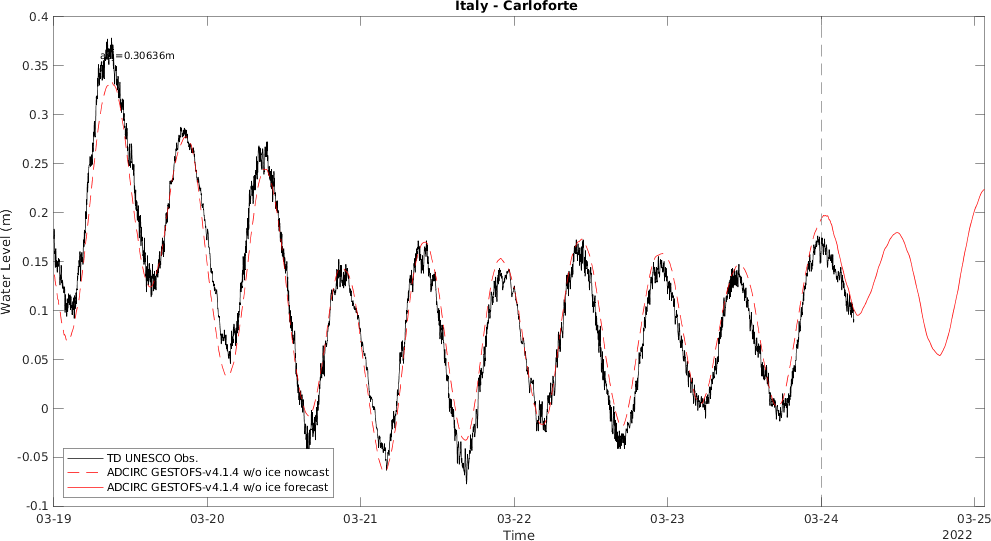 Italy - Carloforte
=0.30636m
Water Level (m)
0.4
0.35
0.3
0.25
0.2
0.15
0.1
0.05
0
-0.05
-0.1
TD UNESCO Obs.
ADCIRC GESTOFS-v4.1.4 w/o ice nowcast
ADCIRC GESTOFS-v4.1.4 w/o ice forecast
03-19 03-20 03-21 03-22 03-23 03-24 03-25
Time
2022